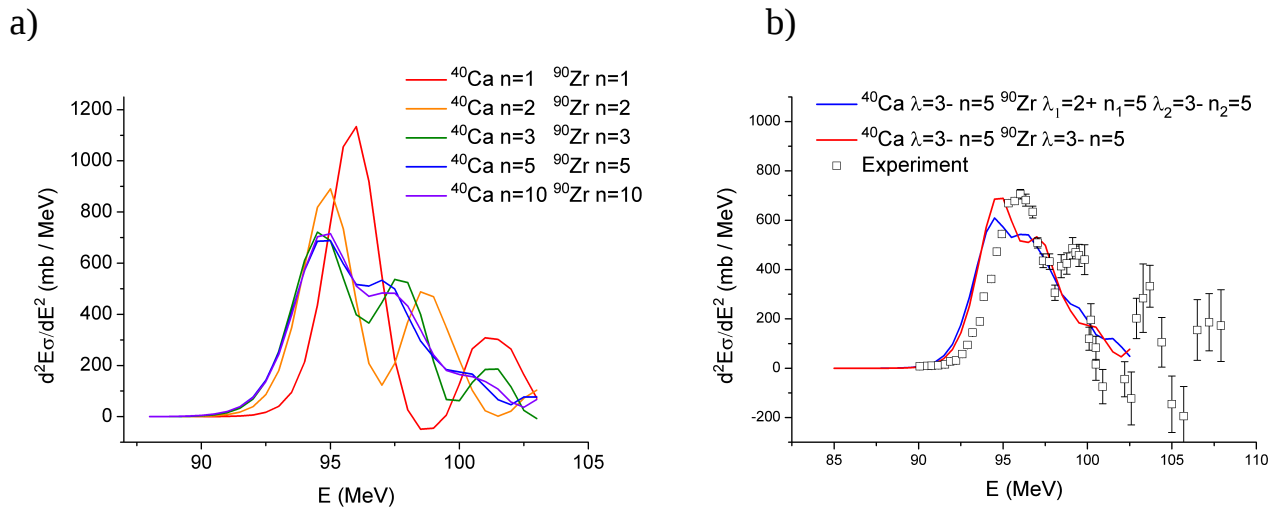 a)
⁴⁰Ca n=1 ⁹⁰Zr n=1
⁴⁰Ca n=2 ⁹⁰Zr n=2
⁴⁰Ca n=3 ⁹⁰Zr n=3
⁴⁰Ca n=5 ⁹⁰Zr n=5
⁴⁰Ca n=10 ⁹⁰Zr n=10
1200
1000
800
600
400
200
0
d²Eσ/dE² (mb / MeV)
90 95 100 105
E (MeV)
b)
⁴⁰Ca λ=3- n=5 ⁹⁰Zr λ₁=2+ n₁=5 λ₂=3- n₂=5
⁴⁰Ca λ=3- n=5 ⁹⁰Zr λ=3- n=5
Experiment
1000
800
600
400
200
0
-200
d²Eσ/dE² (mb / MeV)
85 90 95 100 105 110
E (MeV)